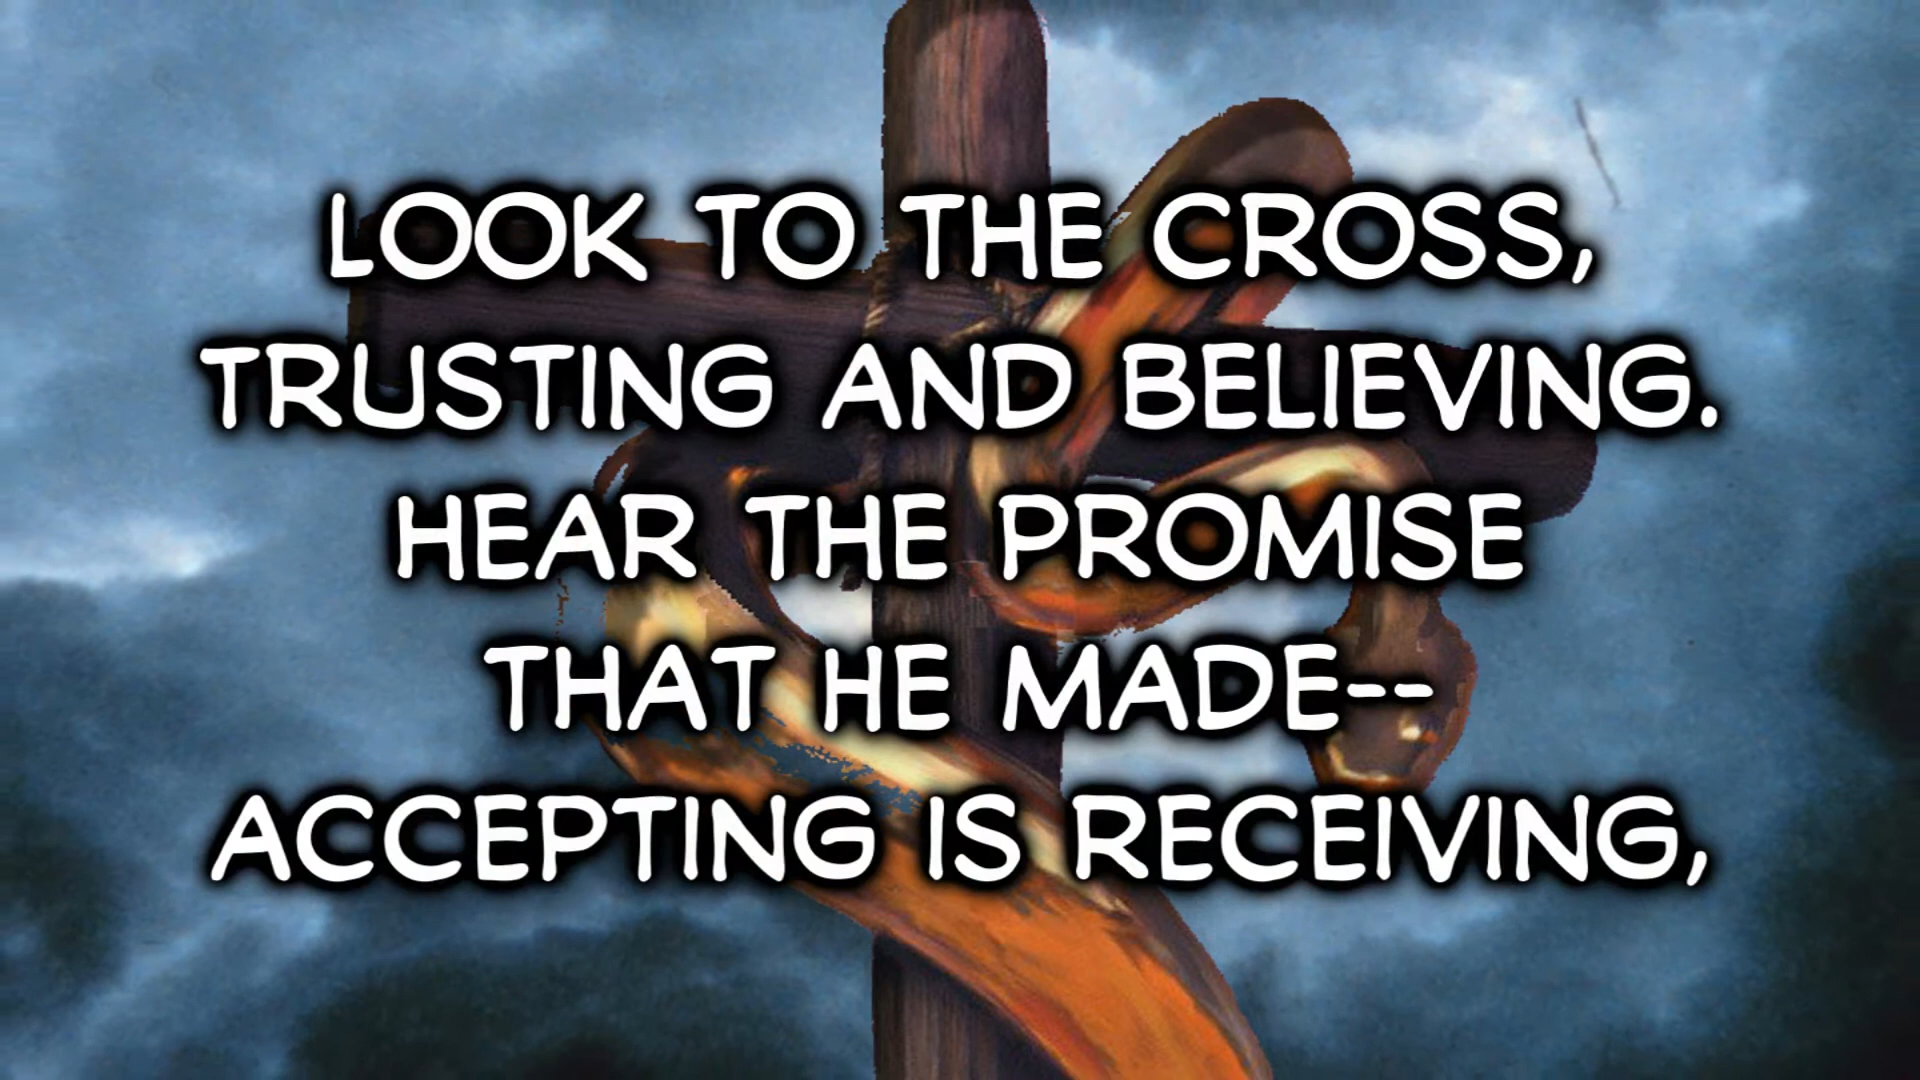 LOOK TO THE CROSS,
TRUSTING AND BELIEVING.
HEAR THE PROMISE
THAT HE MADE--
ACCEPTING IS RECEIVING,